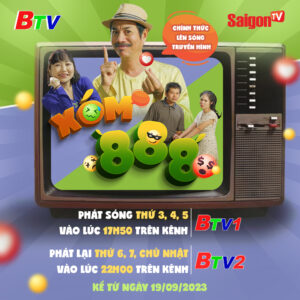 BTV
SaigonTV
CHÍNH THỨC
LÊN SÓNG
TRUYỀN HÌNH
XÓM
888
PHÁT SÓNG THỨ 3, 4, 5
VÀO LÚC 17H50 TRÊN KÊNH
BTV1
PHÁT LẠI THỨ 6, 7, CHỦ NHẬT
VÀO LÚC 22H00 TRÊN KÊNH
BTV2
KỂ TỪ NGÀY 19/09/2023